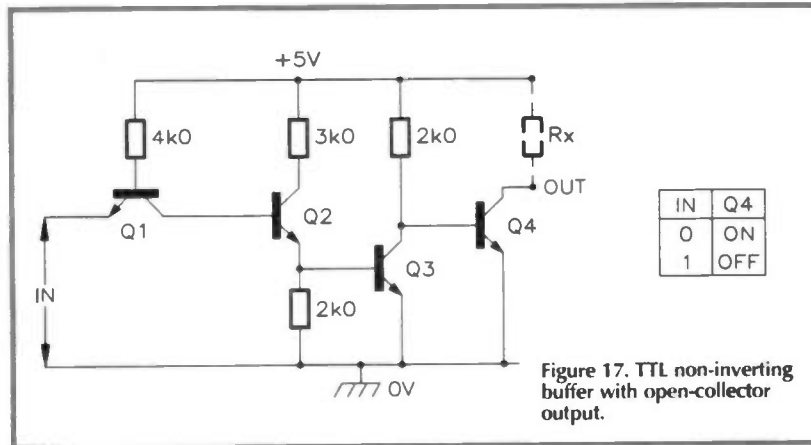 +5V
4k0
3k0
2k0
Rx
OUT
Q1
Q2
Q3
Q4
2k0
IN
0V
IN Q4
0 ON
1 OFF
Figure 17. TTL non-inverting
buffer with open-collector
output.